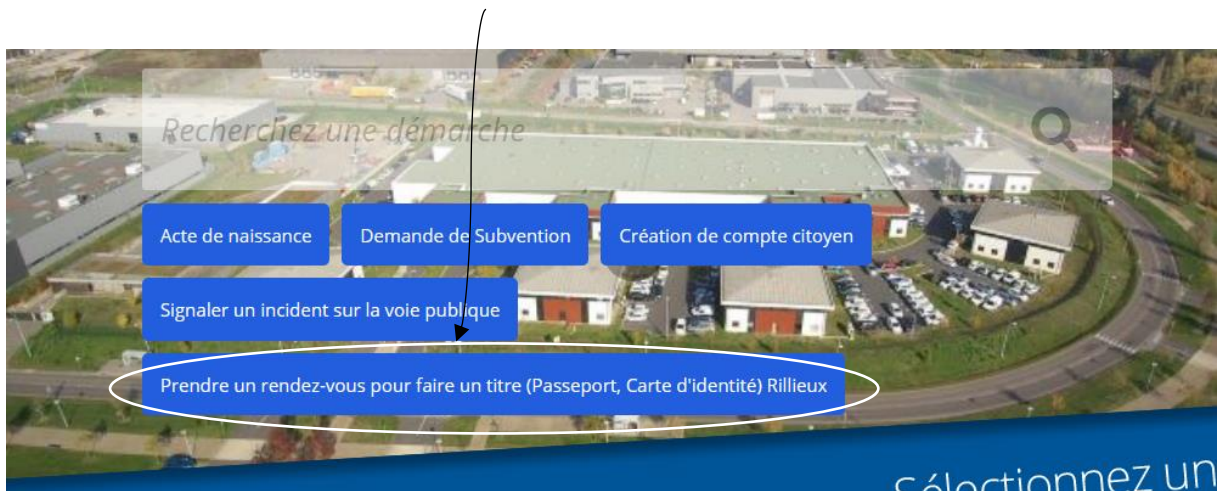 Recherchez une démarche
Acte de naissance
Demande de Subvention
Création de compte citoyen
Signaler un incident sur la voie publique
Prendre un rendez-vous pour faire un titre (Passeport, Carte d'identité) Rillieux
Sélectionnez un